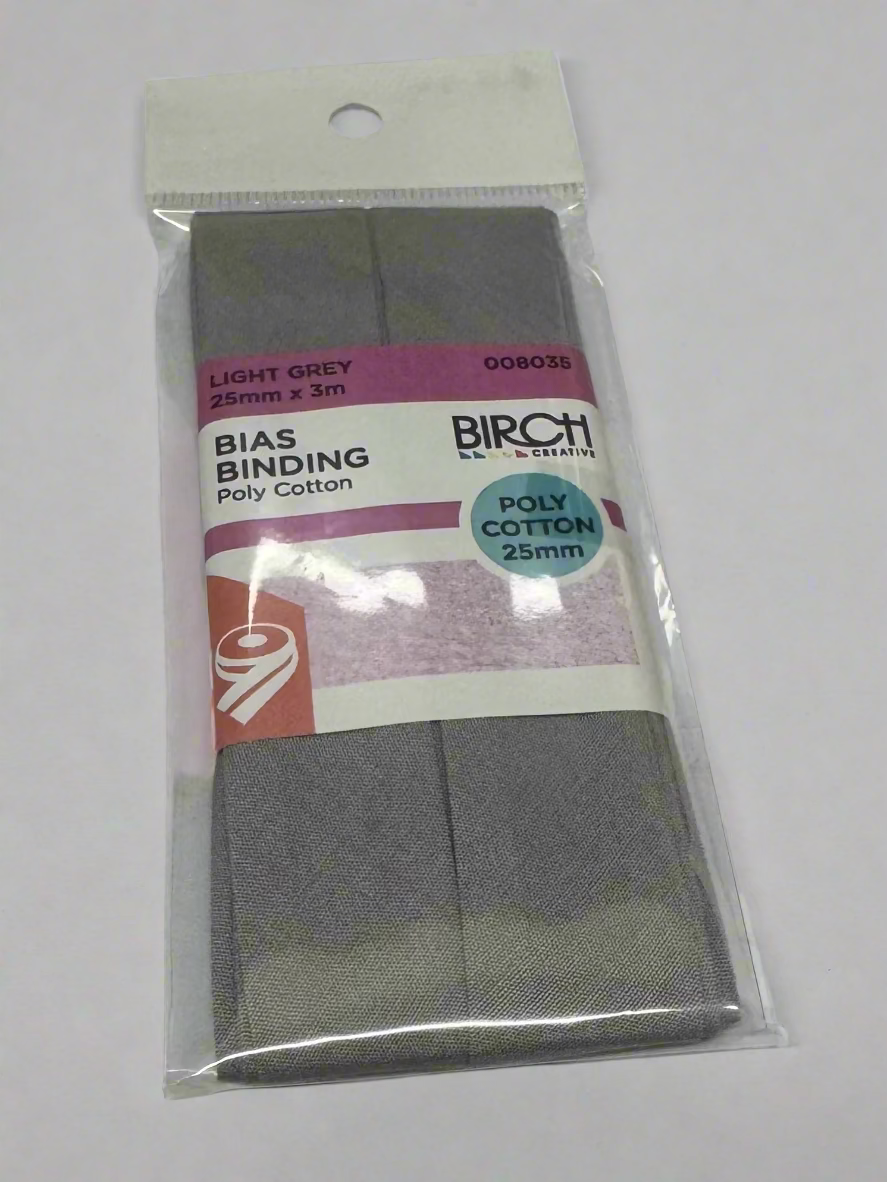 LIGHT GREY 008035
25mm x 3m
BIAS
BINDING
Poly Cotton
BIRCH
CREATIVE
POLY
COTTON
25mm